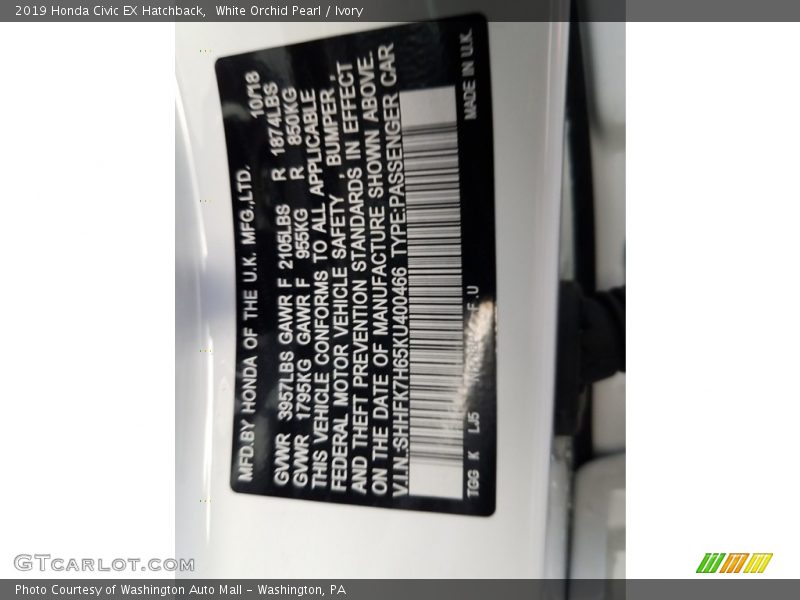 2019 Honda Civic EX Hatchback,  White Orchid Pearl / Ivory
MFD.BY HONDA OF THE U.K. MFG.,LTD. 10/18
GVWR 3957LBS GAWR F 2105LBS R 1874LBS
GVWR 1795KG GAWR F 955KG R 850KG
THIS VEHICLE CONFORMS TO ALL APPLICABLE
FEDERAL MOTOR VEHICLE SAFETY , BUMPER ,
AND THEFT PREVENTION STANDARDS IN EFFECT
ON THE DATE OF MANUFACTURE SHOWN ABOVE.
V.I.N.:SHHFK7H65KU400466 TYPE:PASSENGER CAR
TGG K LJ5 MADE IN U.K.
GTcarlot.com
Photo Courtesy of Washington Auto Mall - Washington, PA